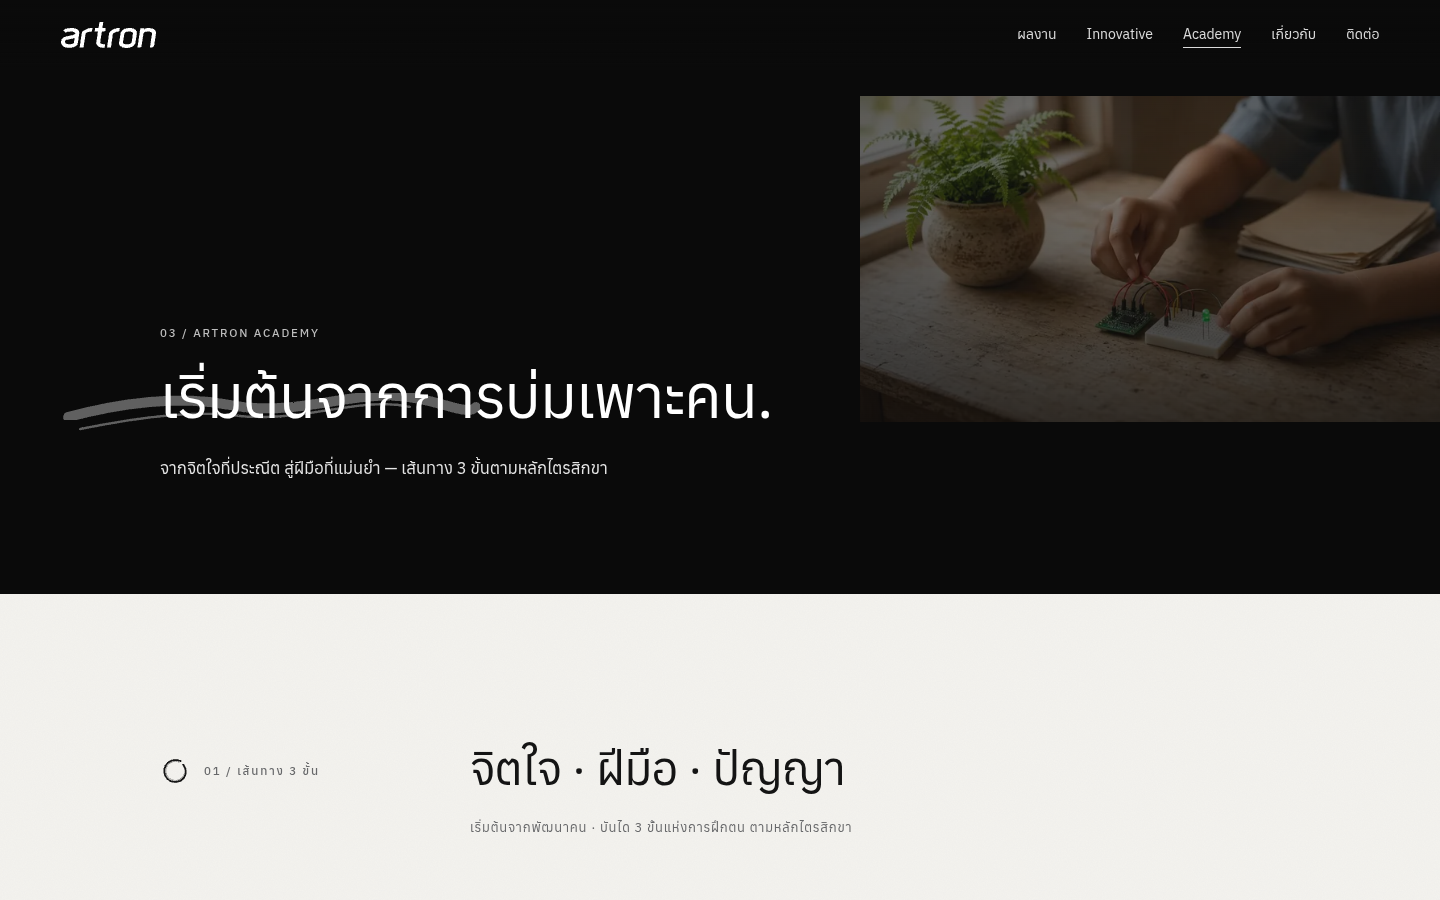 artron
ผลงาน
Innovative
Academy
เกี่ยวกับ
ติดต่อ
03 / ARTRON ACADEMY
เริ่มต้นจากการบ่มเพาะคน.
จากจิตใจที่ประณีต สู่ฝีมือที่แม่นยำ — เส้นทาง 3 ขั้นตามหลักไตรสิกขา
01 / เส้นทาง 3 ขั้น
จิตใจ · ฝีมือ · ปัญญา
เริ่มต้นจากพัฒนาคน · บันได 3 ขั้นแห่งการฝึกตน ตามหลักไตรสิกขา